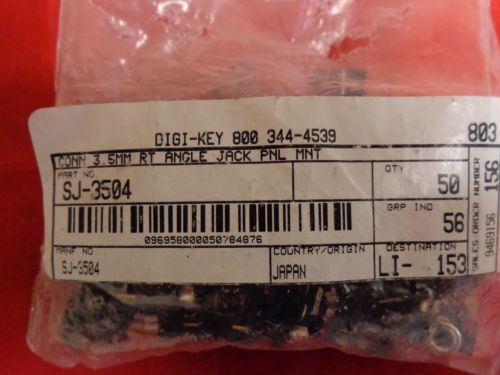 DIGI-KEY 800 344-4539 803
CONN 3.5MM RT ANGLE JACK PNL MNT
PART NO
SJ-3504
QTY
50
GRP IND
56
096958000050784876
MANF NO
SJ-3504
COUNTRY/ORIGIN
JAPAN
DESTINATION
LI- 153
SALES ORDER NUMBER
9469156
156